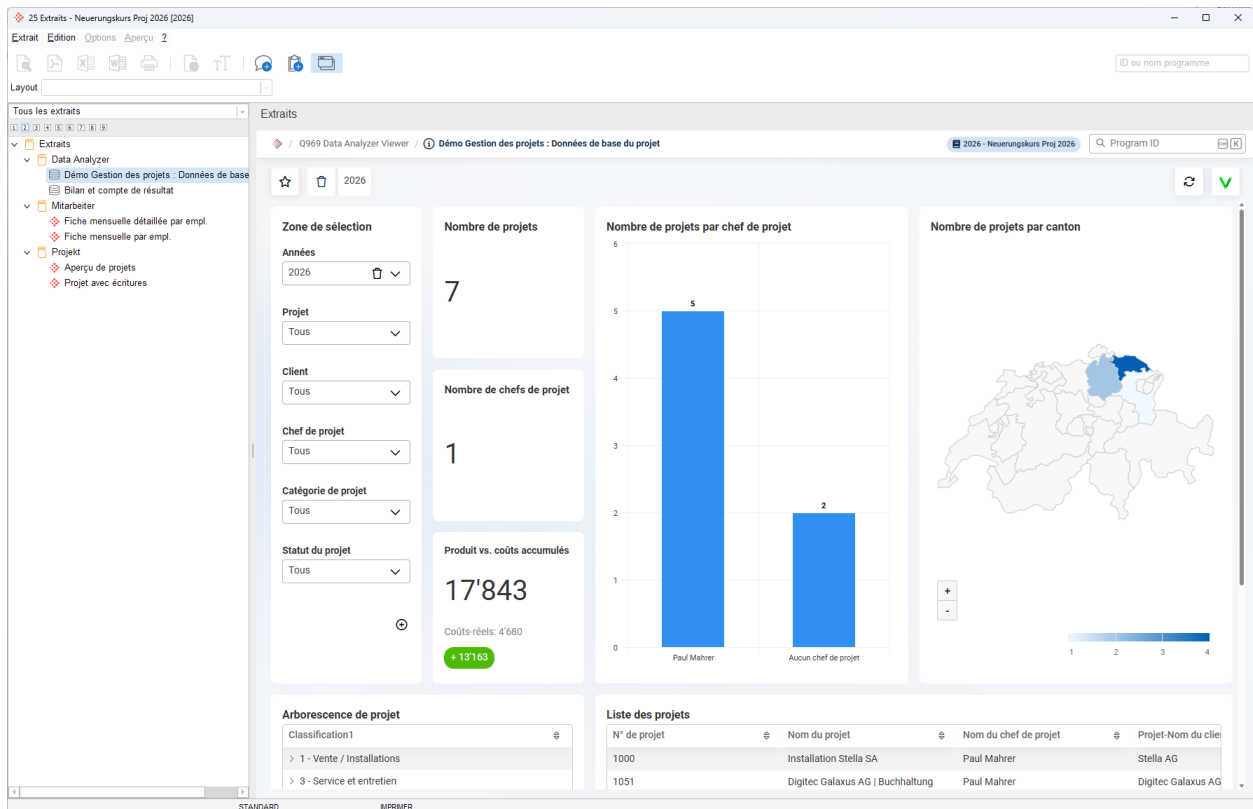 25 Extraits - Neuerungskurs Proj 2026 [2026]
Extrait Edition Options Aperçu ?
ID ou nom programme
Layout
Tous les extraits
1 2 3 4 5 6 7 8 9
Extraits
Data Analyzer
Démo Gestion des projets : Données de base
Bilan et compte de résultat
Mitarbeiter
Fiche mensuelle détaillée par empl.
Fiche mensuelle par empl.
Projekt
Aperçu de projets
Projet avec écritures
Extraits
/ Q969 Data Analyzer Viewer / Démo Gestion des projets : Données de base du projet
2026 - Neuerungskurs Proj 2026
Program ID
K
2026
Zone de sélection
Années
2026
Projet
Tous
Client
Tous
Chef de projet
Tous
Catégorie de projet
Tous
Statut du projet
Tous
Nombre de projets
7
Nombre de chefs de projet
1
Produit vs. coûts accumulés
17'843
Coûts-réels: 4'680
+ 13'163
Nombre de projets par chef de projet
6
5
4
3
2
1
0
5
2
Paul Mahrer
Aucun chef de projet
Nombre de projets par canton
+
-
1 2 3 4
Arborescence de projet
Classification1
> 1 - Vente / Installations
> 3 - Service et entretien
Liste des projets
N° de projet Nom du projet Nom du chef de projet Projet-Nom du clie
1000 Installation Stella SA Paul Mahrer Stella AG
1051 Digitec Galaxus AG | Buchhaltung Paul Mahrer Digitec Galaxus AG
STANDARD IMPRIMER